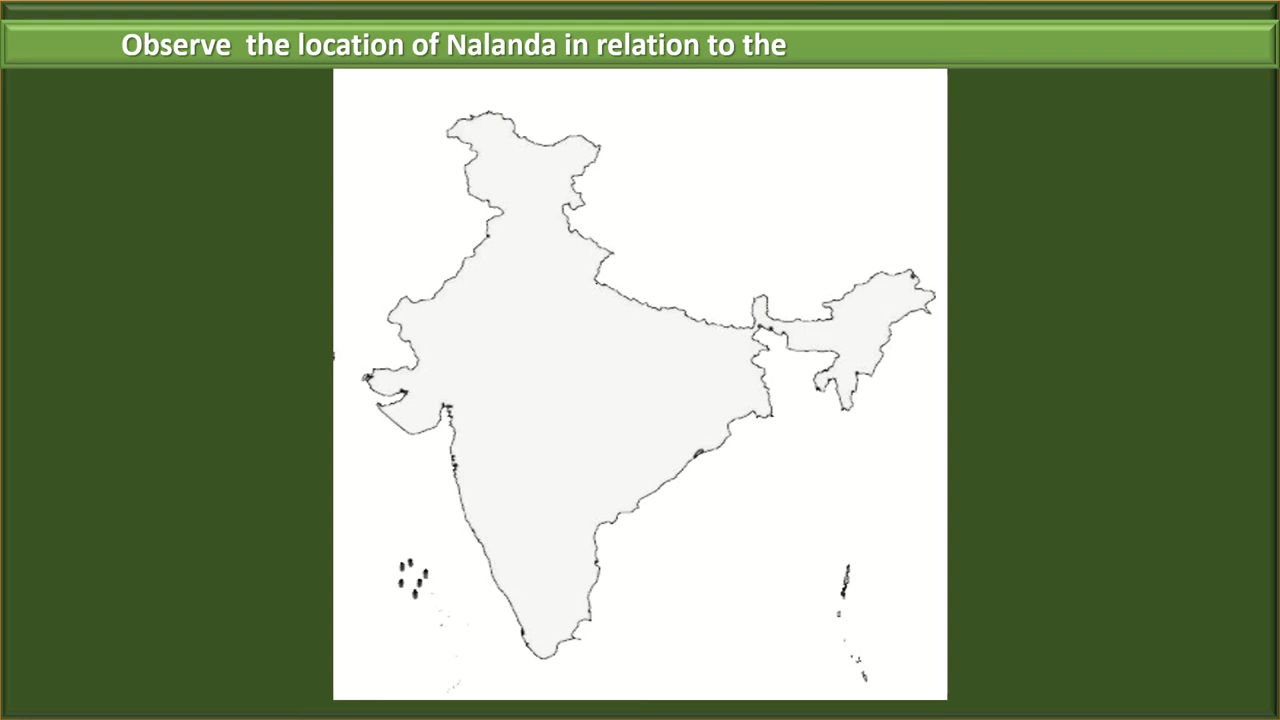 Observe  the location of Nalanda in relation to the